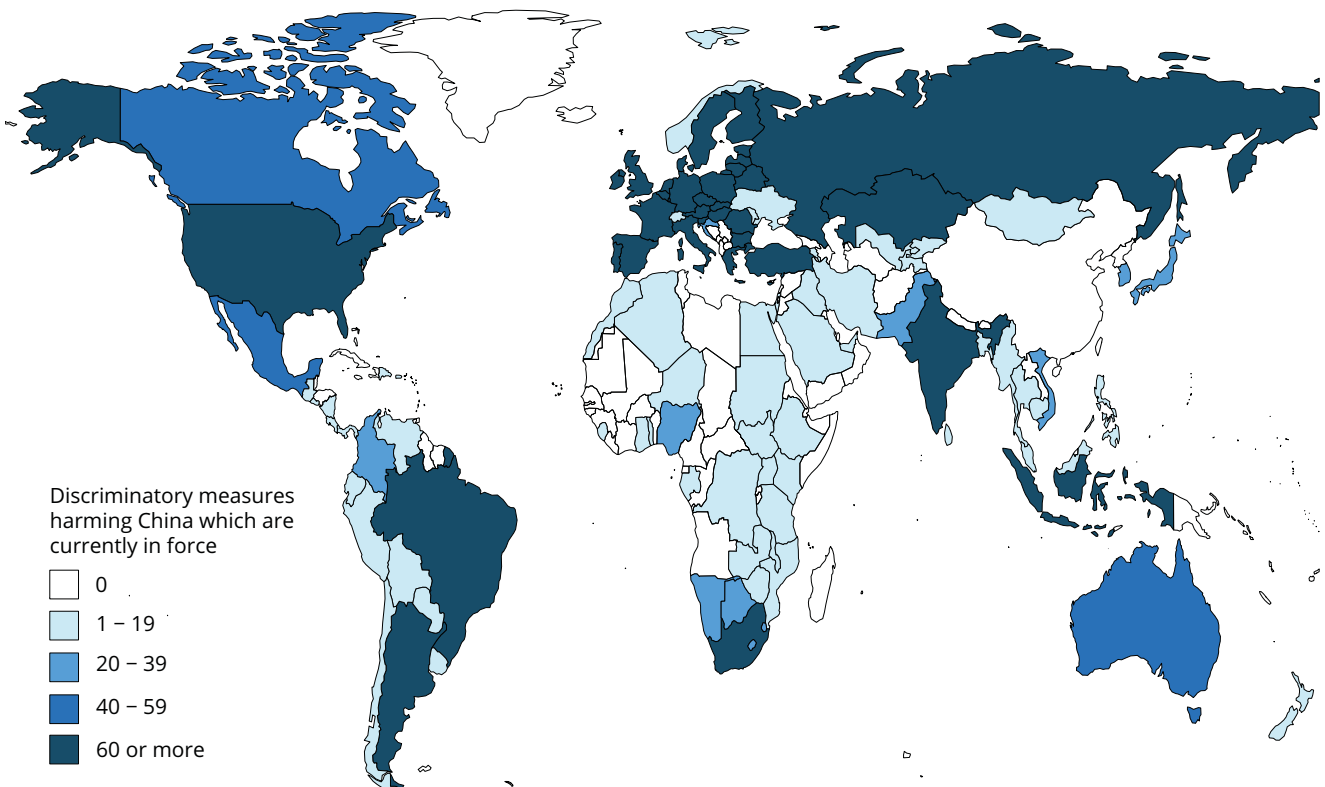 Discriminatory measures
harming China which are
currently in force
0
1 – 19
20 – 39
40 – 59
60 or more